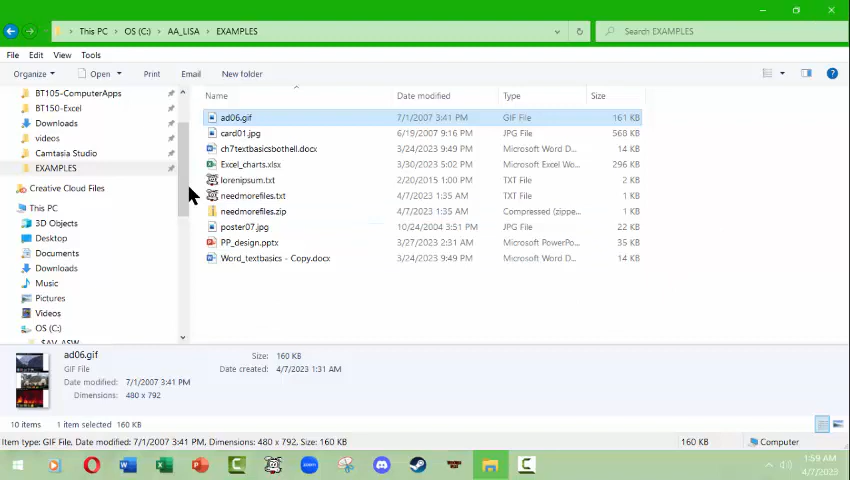 This PC OS (C:) AA_LISA EXAMPLES Search EXAMPLES
File Edit View Tools
Organize Open Print Email New folder
BT105-ComputerApps
BT150-Excel
Downloads
videos
Camtasia Studio
EXAMPLES
Creative Cloud Files
This PC
3D Objects
Desktop
Documents
Downloads
Music
Pictures
Videos
OS (C:)
$AV_ASW
Name Date modified Type Size
ad06.gif 7/1/2007 3:41 PM GIF File 161 KB
card01.jpg 6/19/2007 9:16 PM JPG File 568 KB
ch7textbasicsbothell.docx 3/24/2023 9:49 PM Microsoft Word D... 14 KB
Excel_charts.xlsx 3/30/2023 5:02 PM Microsoft Excel Wo... 296 KB
lorenipsum.txt 2/20/2015 1:00 PM TXT File 2 KB
needmorefiles.txt 4/7/2023 1:35 AM TXT File 1 KB
needmorefiles.zip 4/7/2023 1:35 AM Compressed (zippe... 1 KB
poster07.jpg 10/24/2004 3:51 PM JPG File 22 KB
PP_design.pptx 3/27/2023 2:31 AM Microsoft PowerPo... 35 KB
Word_textbasics - Copy.docx 3/24/2023 9:49 PM Microsoft Word D... 14 KB
ad06.gif
GIF File
Date modified: 7/1/2007 3:41 PM
Dimensions: 480 x 792
Size: 160 KB
Date created: 4/7/2023 1:31 AM
10 items 1 item selected 160 KB
Item type: GIF File, Date modified: 7/1/2007 3:41 PM, Dimensions: 480 x 792, Size: 160 KB 160 KB Computer
zoom
1:59 AM
4/7/2023